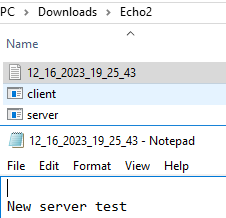 PC > Downloads > Echo2
Name
12_16_2023_19_25_43
client
server
12_16_2023_19_25_43 - Notepad
File Edit Format View Help
New server test